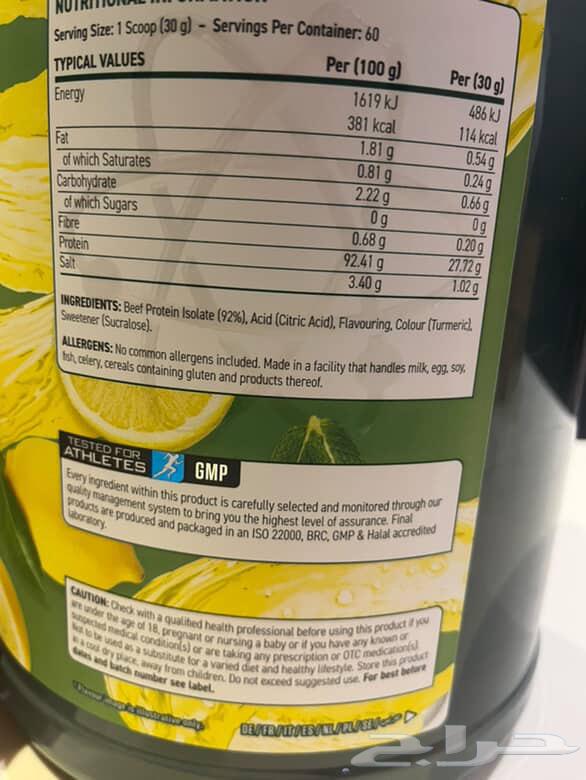 NUTRITIONAL INFORMATION
Serving Size: 1 Scoop (30 g) - Servings Per Container: 60
TYPICAL VALUES Per (100 g) Per (30 g)
Energy 1619 kJ 486 kJ
381 kcal 114 kcal
Fat 1.81 g 0.54 g
of which Saturates 0.81 g 0.24 g
Carbohydrate 2.22 g 0.66 g
of which Sugars 0 g 0 g
Fibre 0.68 g 0.20 g
Protein 92.41 g 27.72 g
Salt 3.40 g 1.02 g
INGREDIENTS: Beef Protein Isolate (92%), Acid (Citric Acid), Flavouring, Colour (Turmeric),
Sweetener (Sucralose).
ALLERGENS: No common allergens included. Made in a facility that handles milk, egg, soy,
fish, celery, cereals containing gluten and products thereof.
TESTED FOR
ATHLETES
GMP
Every ingredient within this product is carefully selected and monitored through our
quality management system to bring you the highest level of assurance. Final
products are produced and packaged in an ISO 22000, BRC, GMP & Halal accredited
laboratory.
CAUTION: Check with a qualified health professional before using this product if you
are under the age of 18, pregnant or nursing a baby or if you have any known or
suspected medical condition(s) or are taking any prescription or OTC medication(s).
Not to be used as a substitute for a varied diet and healthy lifestyle. Store this product
in a cool dry place, away from children. Do not exceed suggested use. For best before
dates and batch number see label.
*Flavour image is illustrative only.
DE/FR/IT/ES/NL/PL/SE/
حراج